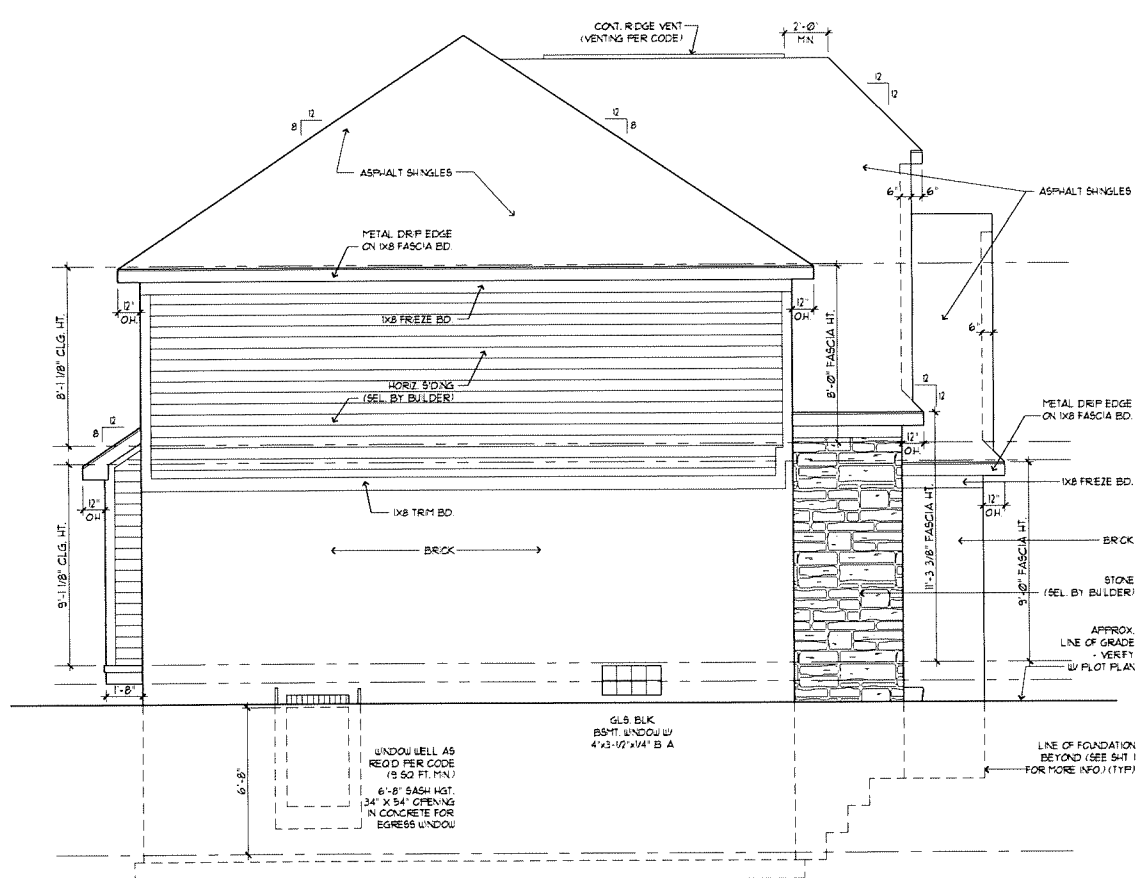 CONT. RIDGE VENT
(VENTING PER CODE)
2'-0"
MIN
12
12
12
8
12
8
ASPHALT SHINGLES
6"
6"
ASPHALT SHINGLES
METAL DRIP EDGE
ON 1X8 FASCIA BD.
12"
O.H.
1X8 FREEZE BD.
12"
O.H.
8'-1 1/8" CLG. HT.
8'-0" FASCIA HT.
6"
HORIZ. SIDING
(SEL. BY BUILDER)
12
12
METAL DRIP EDGE
ON 1X8 FASCIA BD.
12
8
12"
O.H.
1X8 FREZE BD.
12"
O.H.
12"
O.H.
1X8 TRIM BD.
9'-1 1/8" CLG. HT.
11'-3 3/8" FASCIA HT.
9'-0" FASCIA HT.
BRICK
BRICK
STONE
(SEL. BY BUILDER)
APPROX.
LINE OF GRADE
- VERIFY
W/ PLOT PLAN
1'-8"
GLS. BLK.
BSMT. WINDOW W/
4"x3-1/2"x1/4" B A
WINDOW WELL AS
REQ'D PER CODE
(9 SQ FT. MIN.)
6'-8" SASH HGT.
34" X 54" OPENING
IN CONCRETE FOR
EGRESS WINDOW
6'-8"
LINE OF FOUNDATION
BEYOND (SEE SHT 1
FOR MORE INFO.) (TYP)